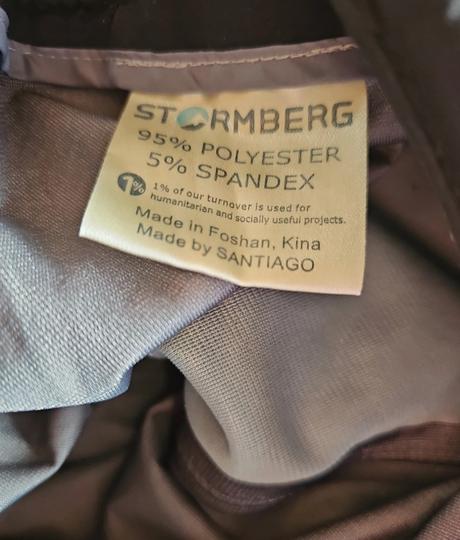 STORMBERG
95% POLYESTER
5% SPANDEX
1%
1% of our turnover is used for
humanitarian and socially useful projects.
Made in Foshan, Kina
Made by SANTIAGO